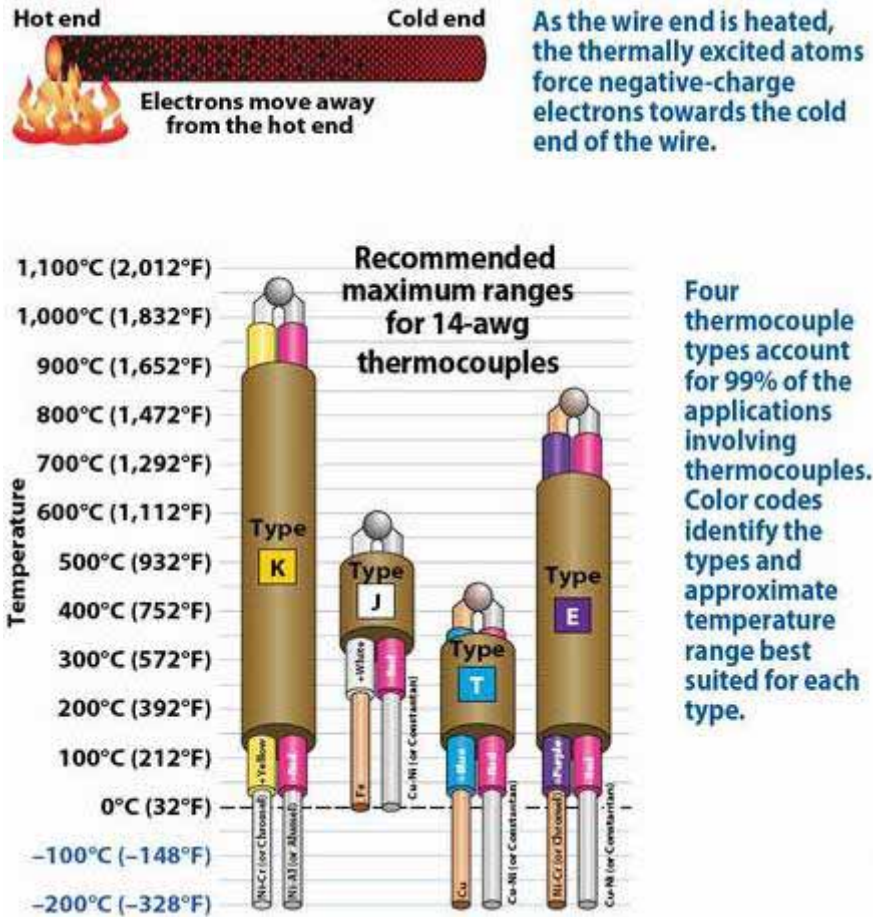 Hot end
Cold end
Electrons move away
from the hot end
As the wire end is heated,
the thermally excited atoms
force negative-charge
electrons towards the cold
end of the wire.
Recommended
maximum ranges
for 14-awg
thermocouples
Temperature
1,100°C (2,012°F)
1,000°C (1,832°F)
900°C (1,652°F)
800°C (1,472°F)
700°C (1,292°F)
600°C (1,112°F)
500°C (932°F)
400°C (752°F)
300°C (572°F)
200°C (392°F)
100°C (212°F)
0°C (32°F)
–100°C (–148°F)
–200°C (–328°F)
Type
K
+Yellow
–Red
Ni-Cr (or Chromel)
Ni-Al (or Alumel)
Type
J
+White
–Red
Fe
Cu-Ni (or Constantan)
Type
T
+Blue
–Red
Cu
Cu-Ni (or Constantan)
Type
E
+Purple
–Red
Ni-Cr (or Chromel)
Cu-Ni (or Constantan)
Four
thermocouple
types account
for 99% of the
applications
involving
thermocouples.
Color codes
identify the
types and
approximate
temperature
range best
suited for each
type.